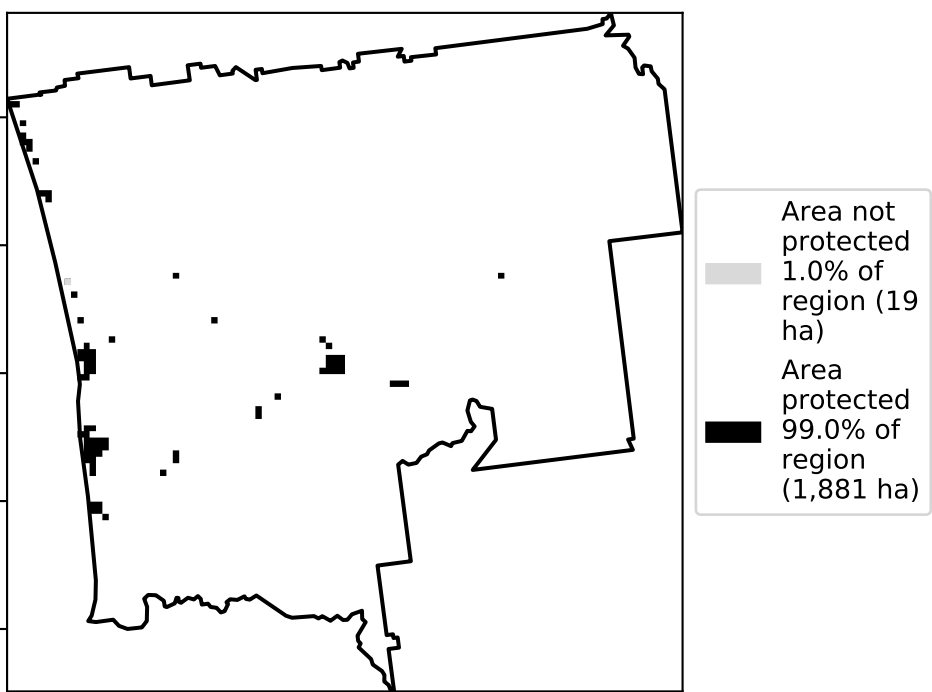 Area not
protected
1.0% of
region (19
ha)
Area
protected
99.0% of
region
(1,881 ha)